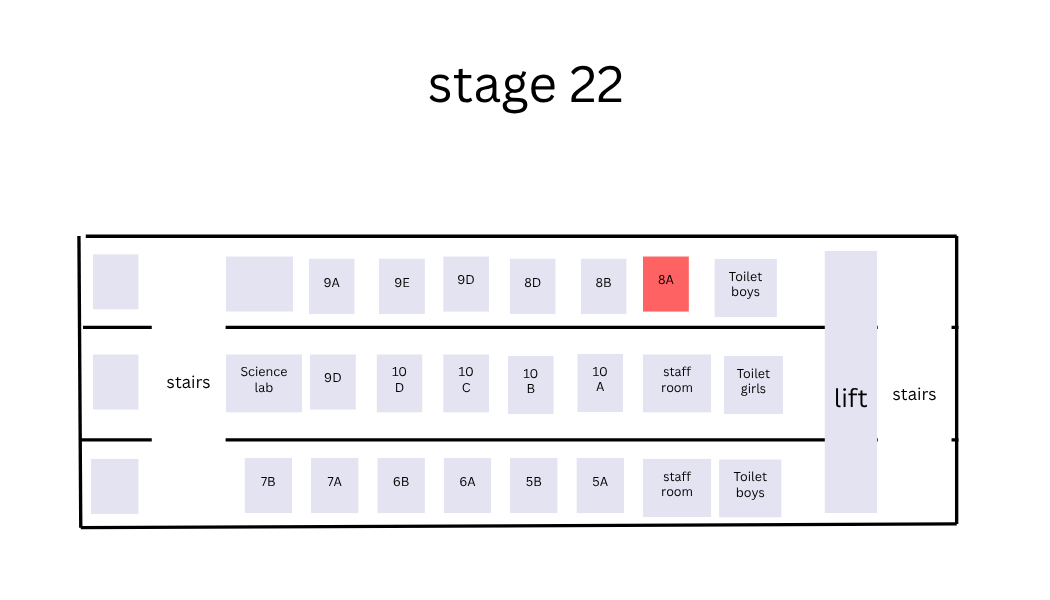 stage 22
9A
9E
9D
8D
8B
8A
Toilet
boys
stairs
Science
lab
9D
10
D
10
C
10
B
10
A
staff
room
Toilet
girls
lift
stairs
7B
7A
6B
6A
5B
5A
staff
room
Toilet
boys